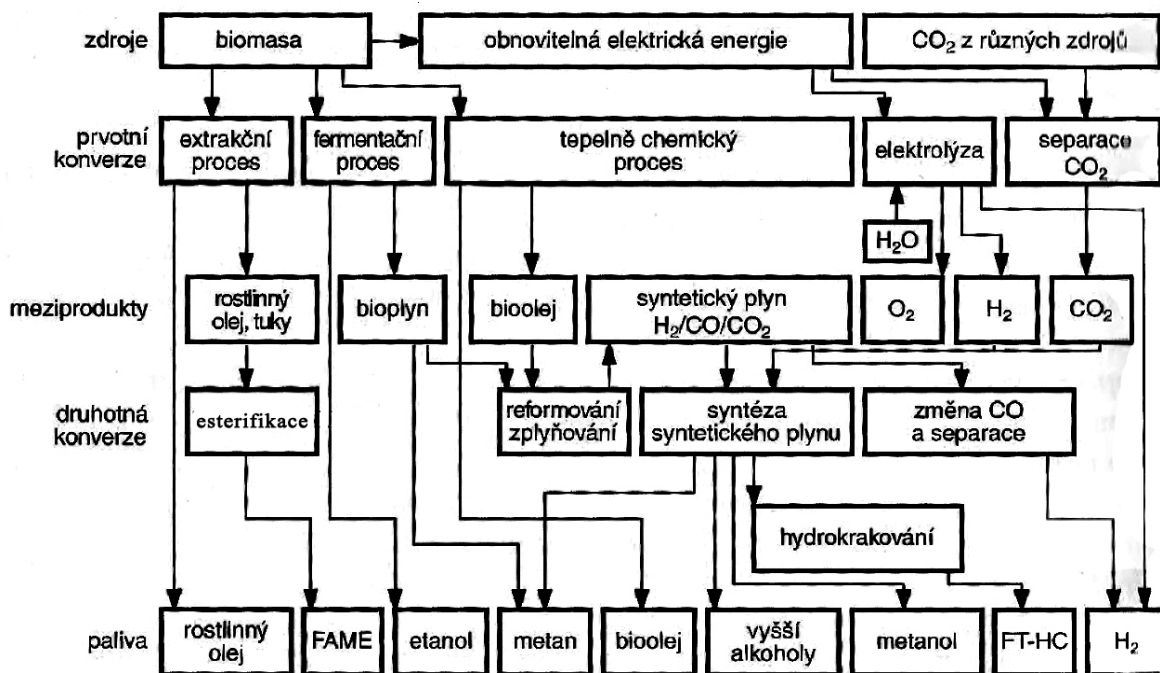 zdroje
biomasa
obnovitelná elektrická energie
CO₂ z různých zdrojů
prvotní
konverze
extrakční
proces
fermentační
proces
tepelně chemický
proces
elektrolýza
separace
CO₂
H₂O
meziprodukty
rostlinný
olej, tuky
bioplyn
bioolej
syntetický plyn
H₂/CO/CO₂
O₂
H₂
CO₂
druhotná
konverze
esterifikace
reformování
zplyňování
syntéza
syntetického plynu
změna CO
a separace
hydrokrakování
paliva
rostlinný
olej
FAME
etanol
metan
bioolej
vyšší
alkoholy
metanol
FT-HC
H₂